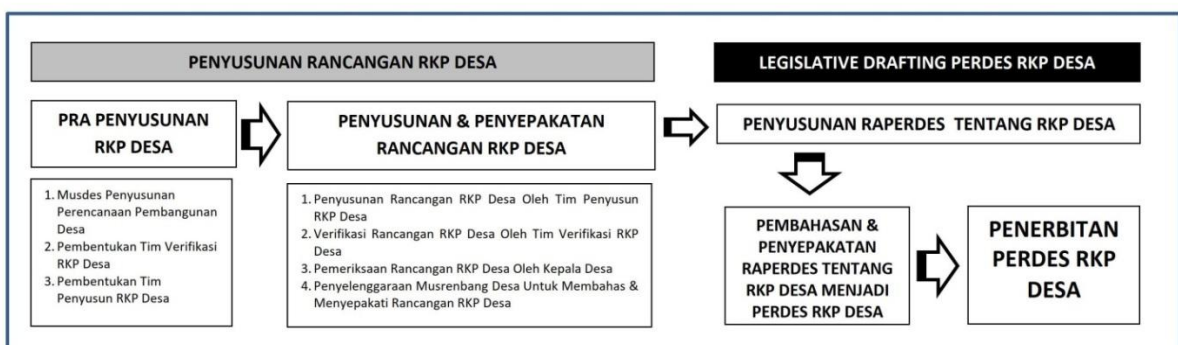 PENYUSUNAN RANCANGAN RKP DESA
PRA PENYUSUNAN
RKP DESA
1. Musdes Penyusunan
Perencanaan Pembangunan
Desa
2. Pembentukan Tim Verifikasi
RKP Desa
3. Pembentukan Tim
Penyusun RKP Desa
PENYUSUNAN & PENYEPAKATAN
RANCANGAN RKP DESA
1. Penyusunan Rancangan RKP Desa Oleh Tim Penyusun
RKP Desa
2. Verifikasi Rancangan RKP Desa Oleh Tim Verifikasi RKP
Desa
3. Pemeriksaan Rancangan RKP Desa Oleh Kepala Desa
4. Penyelenggaraan Musrenbang Desa Untuk Membahas &
Menyepakati Rancangan RKP Desa
LEGISLATIVE DRAFTING PERDES RKP DESA
PENYUSUNAN RAPERDES TENTANG RKP DESA
PEMBAHASAN &
PENYEPAKATAN
RAPERDES TENTANG
RKP DESA MENJADI
PERDES RKP DESA
PENERBITAN
PERDES RKP
DESA